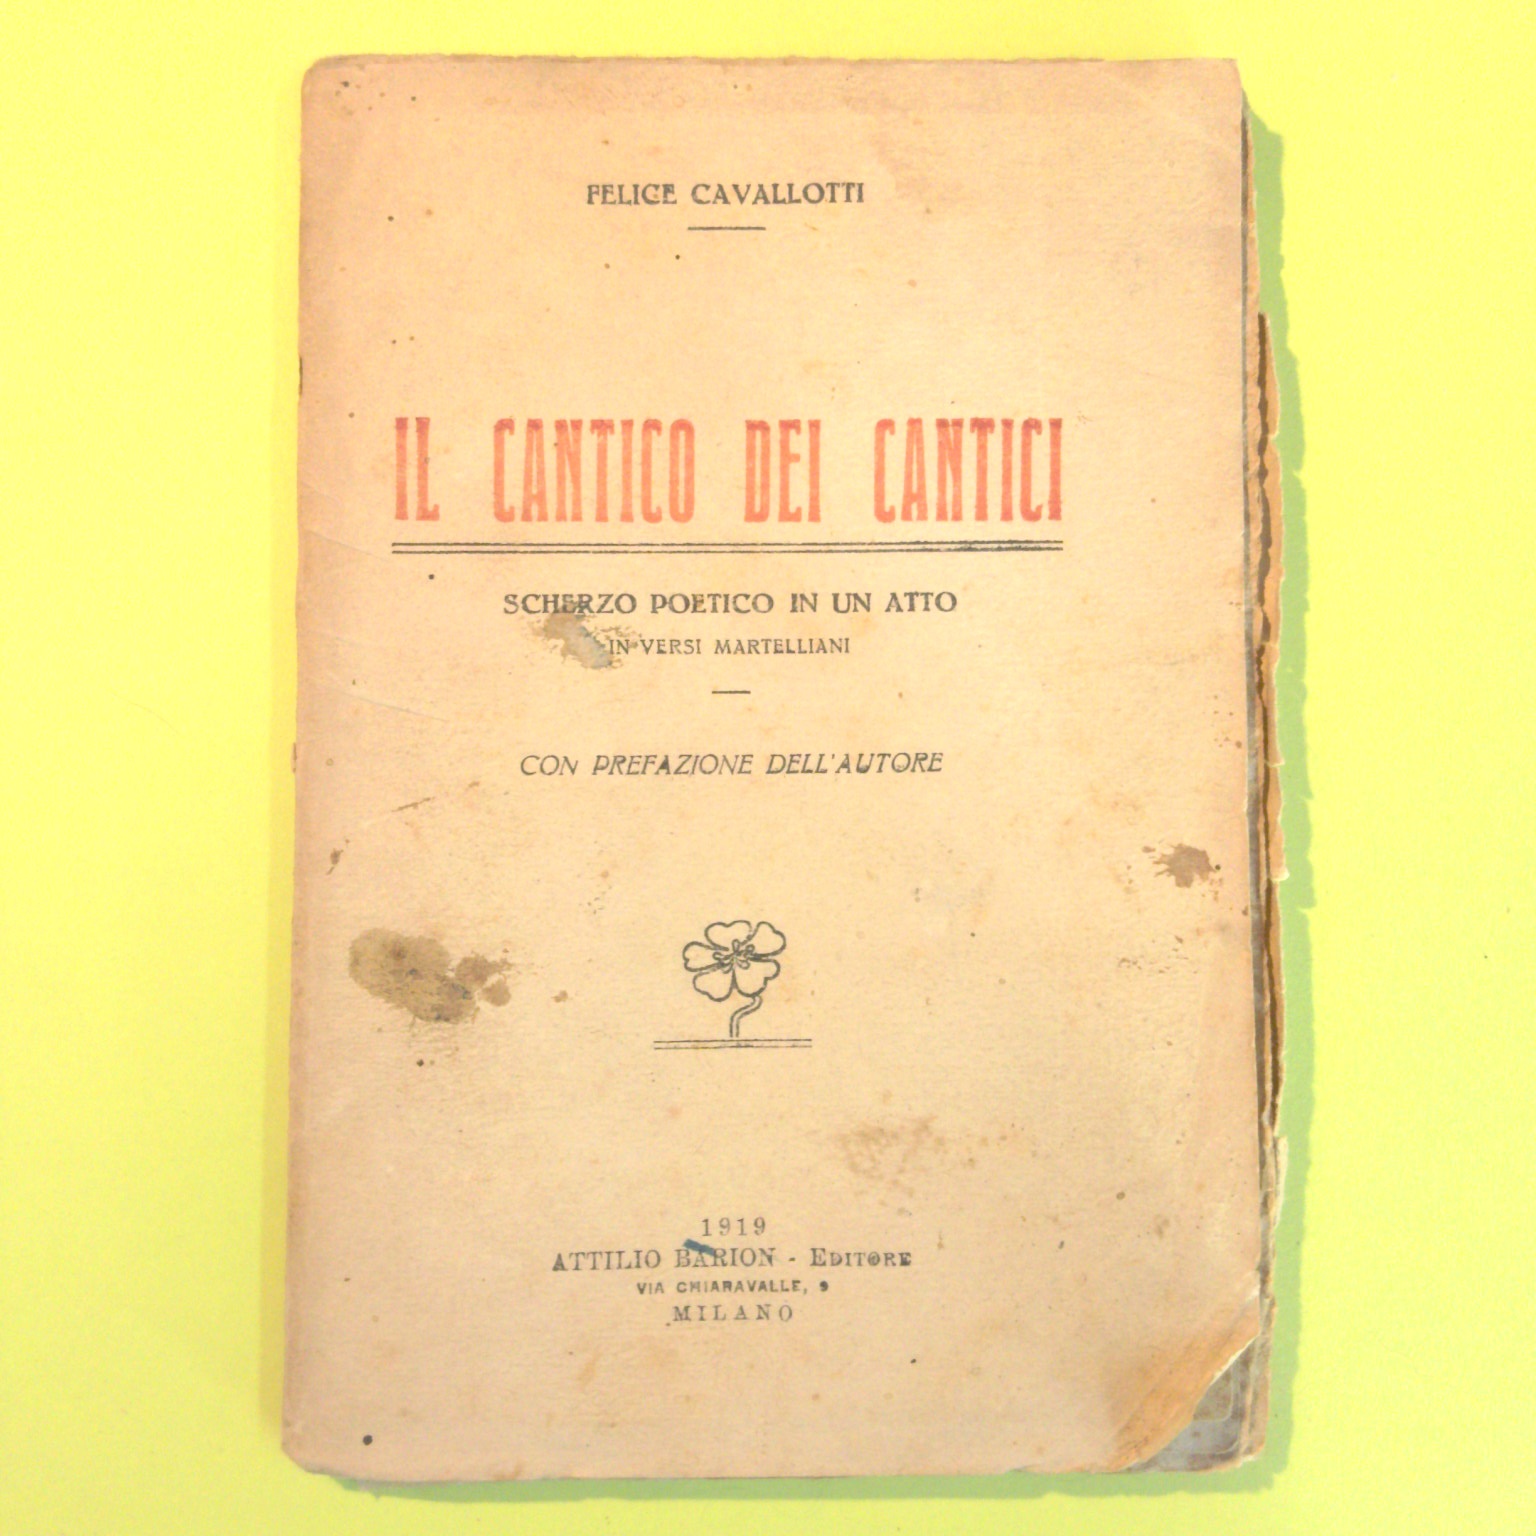 FELICE CAVALLOTTI
IL CANTICO DEI CANTICI
SCHERZO POETICO IN UN ATTO
IN VERSI MARTELLIANI
CON PREFAZIONE DELL'AUTORE
1919
ATTILIO BARION - EDITORE
VIA CHIARAVALLE, 9
MILANO